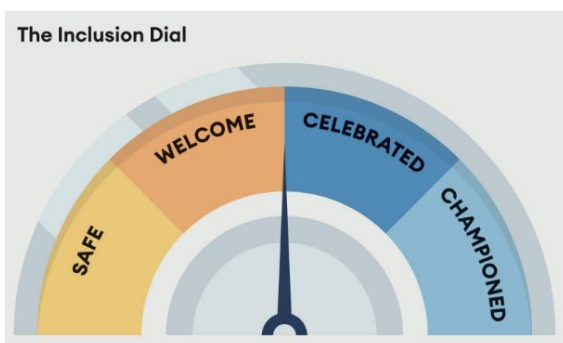 The Inclusion Dial
SAFE
WELCOME
CELEBRATED
CHAMPIONED